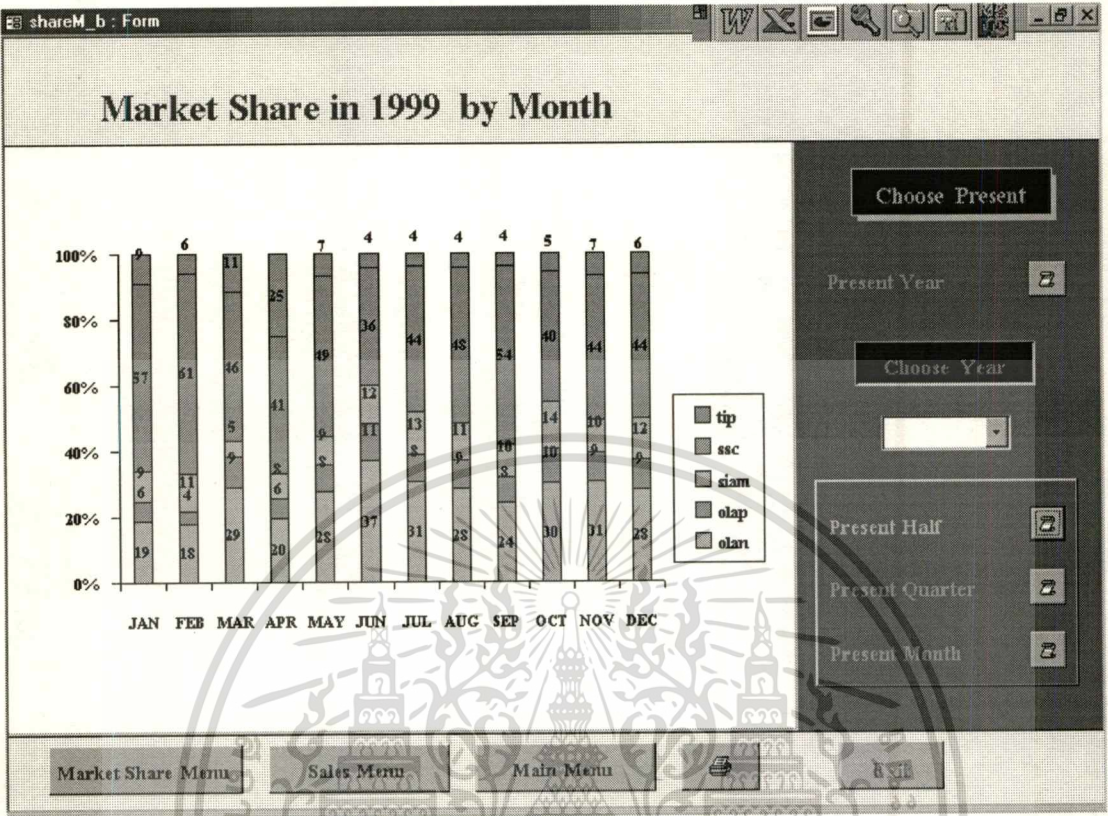 shareM_b : Form
Market Share in 1999 by Month
Choose Present
Present Year
Choose Year
Present Half
Present Quarter
Present Month
9 6 11 7 4 4 4 4 5 7 6
100%
80%
60%
40%
20%
0%
25
57 61 46 41 49 36 44 48 54 40 44 44
9 11 5 8 9 12 13 11 10 14 10 12
6 4 9 6 8 11 8 9 8 10 9 9
19 18 29 20 28 37 31 28 24 30 31 28
JAN FEB MAR APR MAY JUN JUL AUG SEP OCT NOV DEC
tip
ssc
siam
olap
olan
Market Share Menu Sales Menu Main Menu Exit